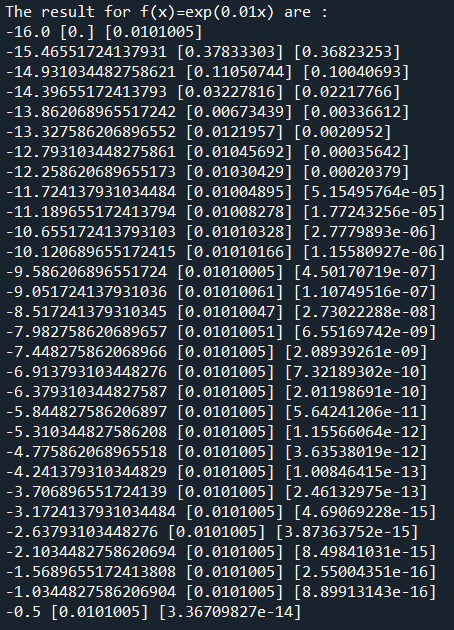 The result for f(x)=exp(0.01x) are :
-16.0 [0.] [0.0101005]
-15.46551724137931 [0.37833303] [0.36823253]
-14.931034482758621 [0.11050744] [0.10040693]
-14.39655172413793 [0.03227816] [0.02217766]
-13.862068965517242 [0.00673439] [0.00336612]
-13.327586206896552 [0.0121957] [0.0020952]
-12.793103448275861 [0.01045692] [0.00035642]
-12.258620689655173 [0.01030429] [0.00020379]
-11.724137931034484 [0.01004895] [5.15495764e-05]
-11.189655172413794 [0.01008278] [1.77243256e-05]
-10.655172413793103 [0.01010328] [2.7779893e-06]
-10.120689655172415 [0.01010166] [1.15580927e-06]
-9.586206896551724 [0.01010005] [4.50170719e-07]
-9.051724137931036 [0.01010061] [1.10749516e-07]
-8.517241379310345 [0.01010047] [2.73022288e-08]
-7.982758620689657 [0.01010051] [6.55169742e-09]
-7.448275862068966 [0.0101005] [2.08939261e-09]
-6.913793103448276 [0.0101005] [7.32189302e-10]
-6.379310344827587 [0.0101005] [2.01198691e-10]
-5.844827586206897 [0.0101005] [5.64241206e-11]
-5.310344827586208 [0.0101005] [1.15566064e-12]
-4.775862068965518 [0.0101005] [3.63538019e-12]
-4.241379310344829 [0.0101005] [1.00846415e-13]
-3.706896551724139 [0.0101005] [2.46132975e-13]
-3.1724137931034484 [0.0101005] [4.69069228e-15]
-2.63793103448276 [0.0101005] [3.87363752e-15]
-2.1034482758620694 [0.0101005] [8.49841031e-15]
-1.5689655172413808 [0.0101005] [2.55004351e-16]
-1.0344827586206904 [0.0101005] [8.89913143e-16]
-0.5 [0.0101005] [3.36709827e-14]